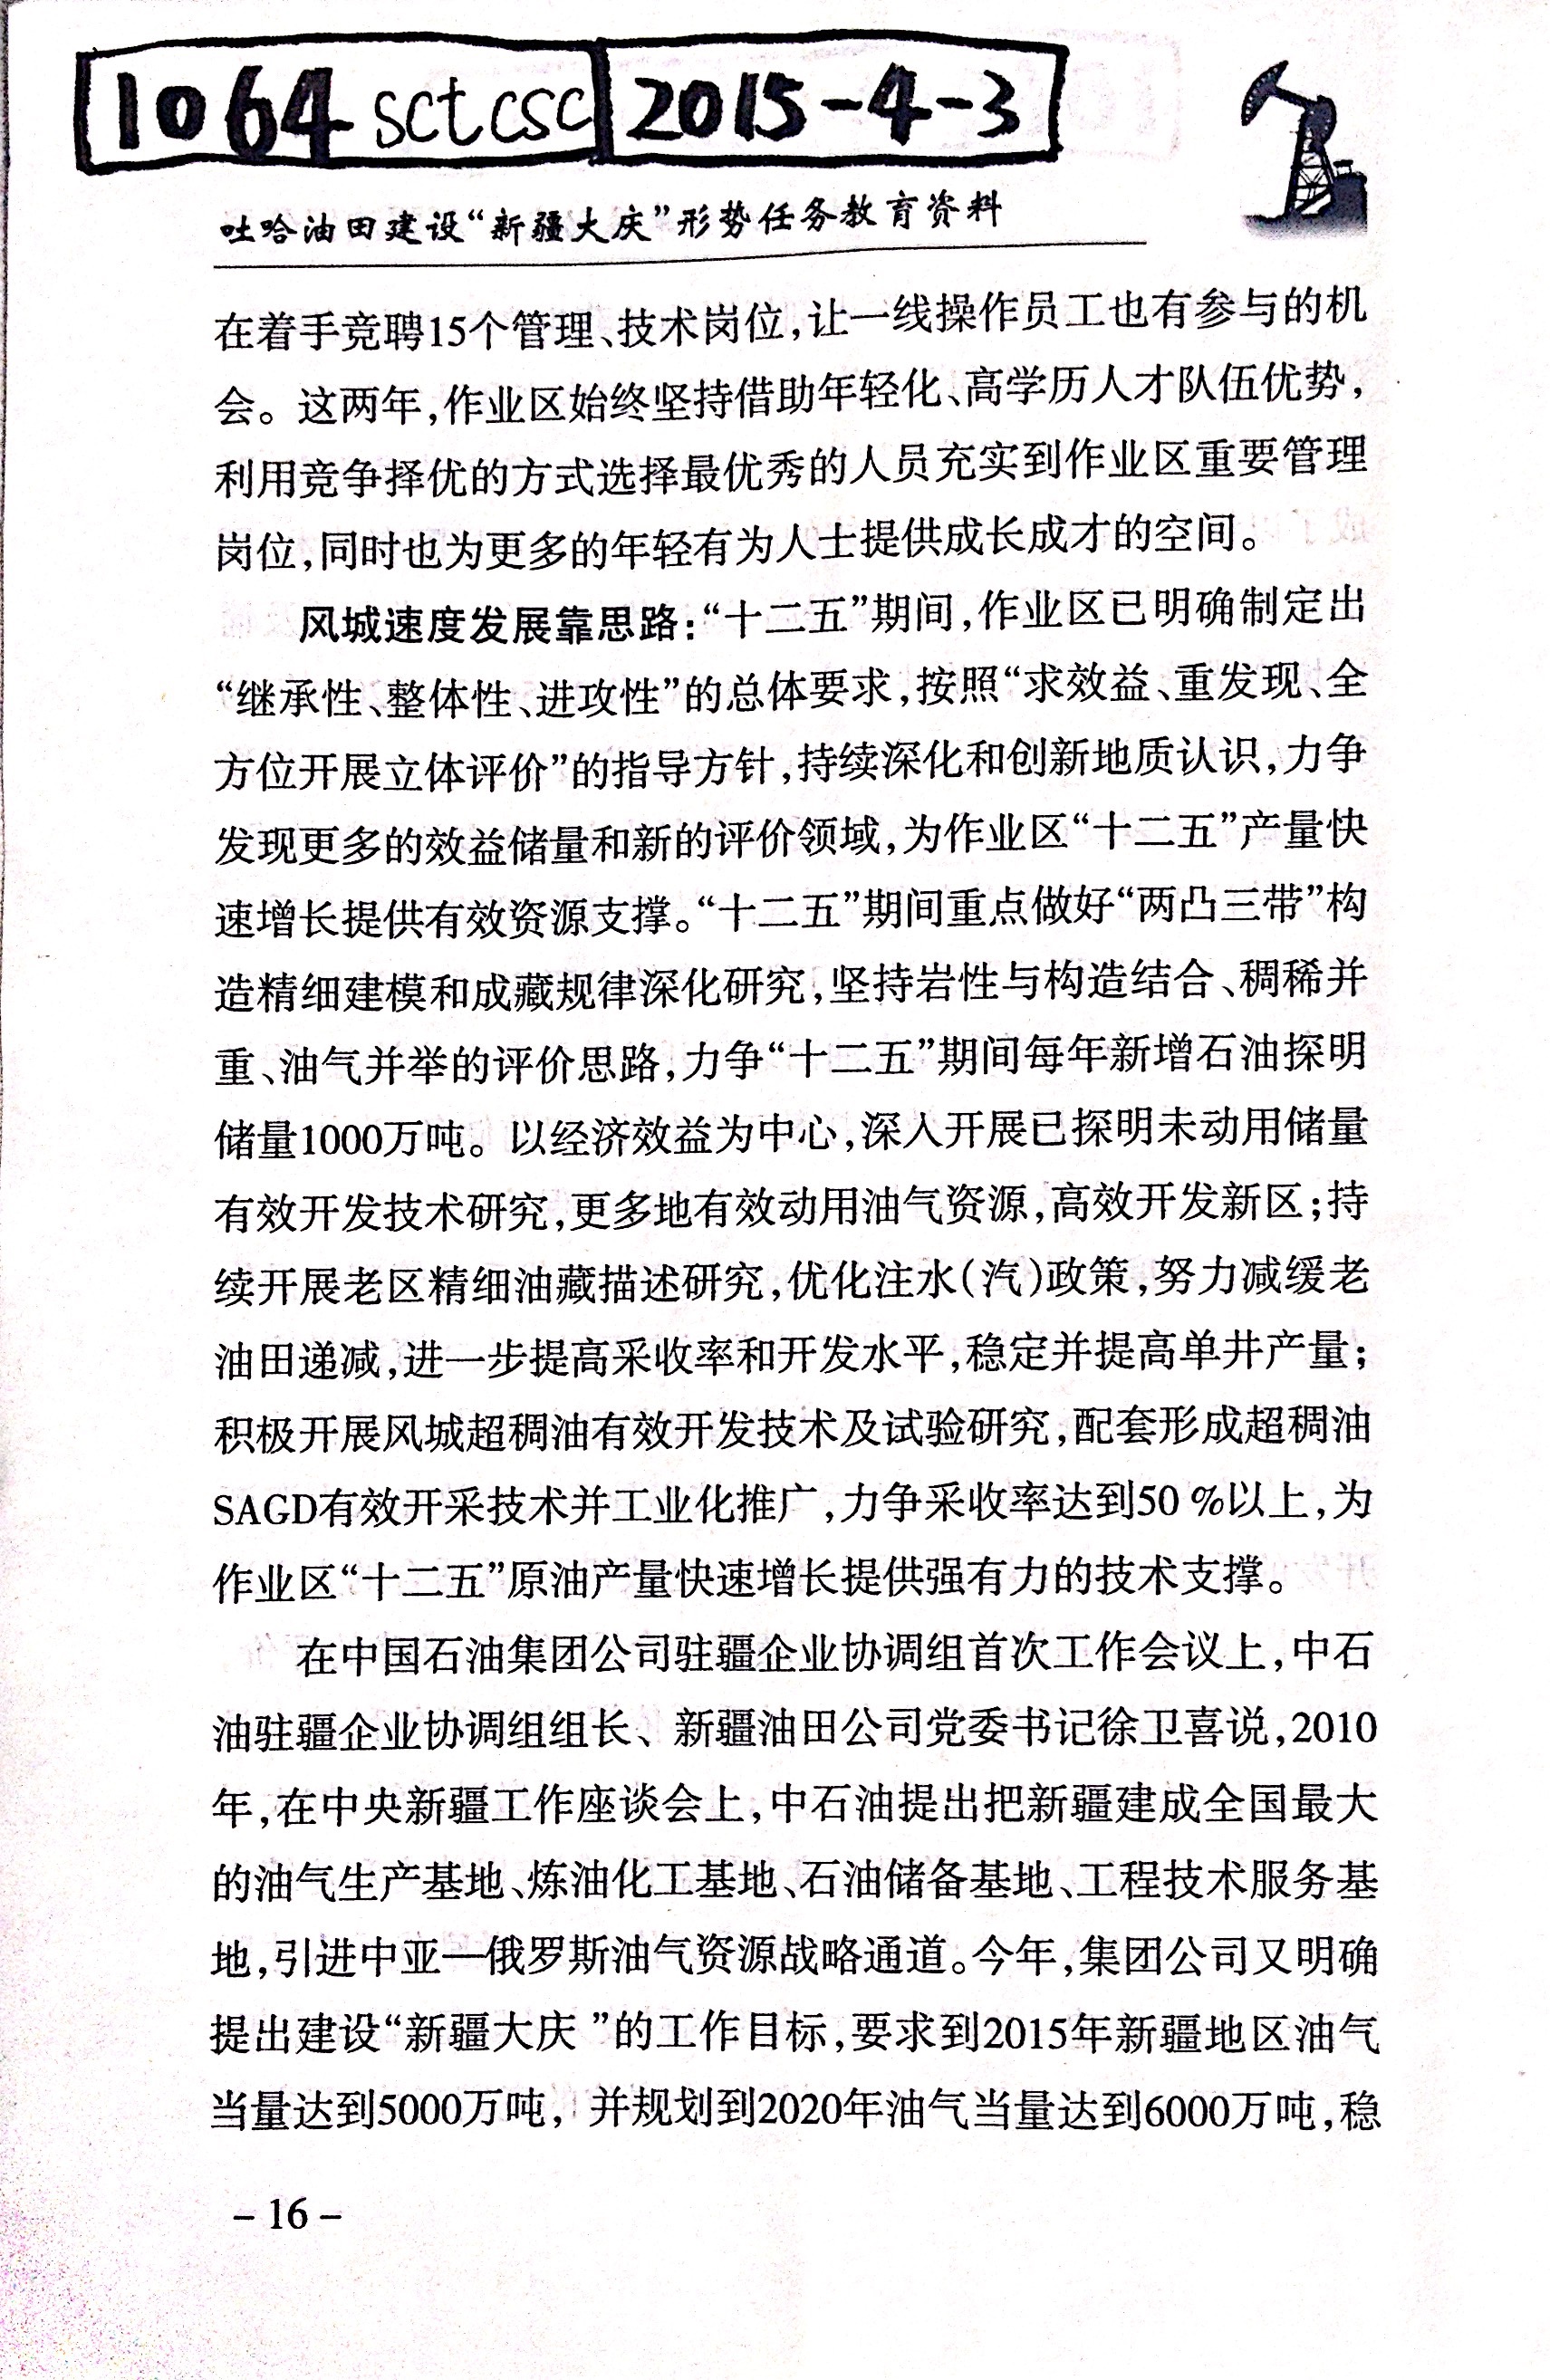 1064 sctcsc 2015-4-3
吐哈油田建设“新疆大庆”形势任务教育资料
在着手竞聘15个管理、技术岗位,让一线操作员工也有参与的机
会。这两年,作业区始终坚持借助年轻化、高学历人才队伍优势,
利用竞争择优的方式选择最优秀的人员充实到作业区重要管理
岗位,同时也为更多的年轻有为人士提供成长成才的空间。
风城速度发展靠思路:“十二五”期间,作业区已明确制定出
“继承性、整体性、进攻性”的总体要求,按照“求效益、重发现、全
方位开展立体评价”的指导方针,持续深化和创新地质认识,力争
发现更多的效益储量和新的评价领域,为作业区“十二五”产量快
速增长提供有效资源支撑。“十二五”期间重点做好“两凸三带”构
造精细建模和成藏规律深化研究,坚持岩性与构造结合、稠稀并
重、油气并举的评价思路,力争“十二五”期间每年新增石油探明
储量1000万吨。以经济效益为中心,深入开展已探明未动用储量
有效开发技术研究,更多地有效动用油气资源,高效开发新区;持
续开展老区精细油藏描述研究,优化注水(汽)政策,努力减缓老
油田递减,进一步提高采收率和开发水平,稳定并提高单井产量;
积极开展风城超稠油有效开发技术及试验研究,配套形成超稠油
SAGD有效开采技术并工业化推广,力争采收率达到50%以上,为
作业区“十二五”原油产量快速增长提供强有力的技术支撑。
在中国石油集团公司驻疆企业协调组首次工作会议上,中石
油驻疆企业协调组组长、新疆油田公司党委书记徐卫喜说,2010
年,在中央新疆工作座谈会上,中石油提出把新疆建成全国最大
的油气生产基地、炼油化工基地、石油储备基地、工程技术服务基
地,引进中亚—俄罗斯油气资源战略通道。今年,集团公司又明确
提出建设“新疆大庆”的工作目标,要求到2015年新疆地区油气
当量达到5000万吨,并规划到2020年油气当量达到6000万吨,稳
-16-